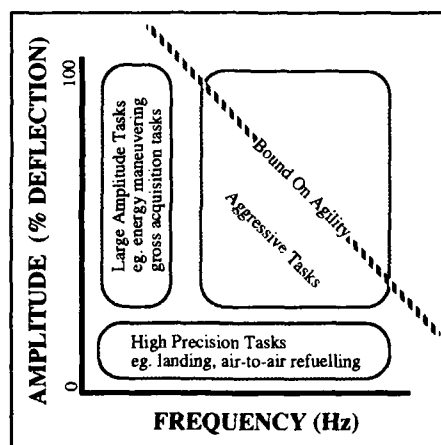 AMPLITUDE (% DEFLECTION)
100
0
Large Amplitude Tasks
eg. energy maneuvering
gross acquisition tasks
Bound On Agility
Aggressive Tasks
High Precision Tasks
eg. landing, air-to-air refuelling
FREQUENCY (Hz)